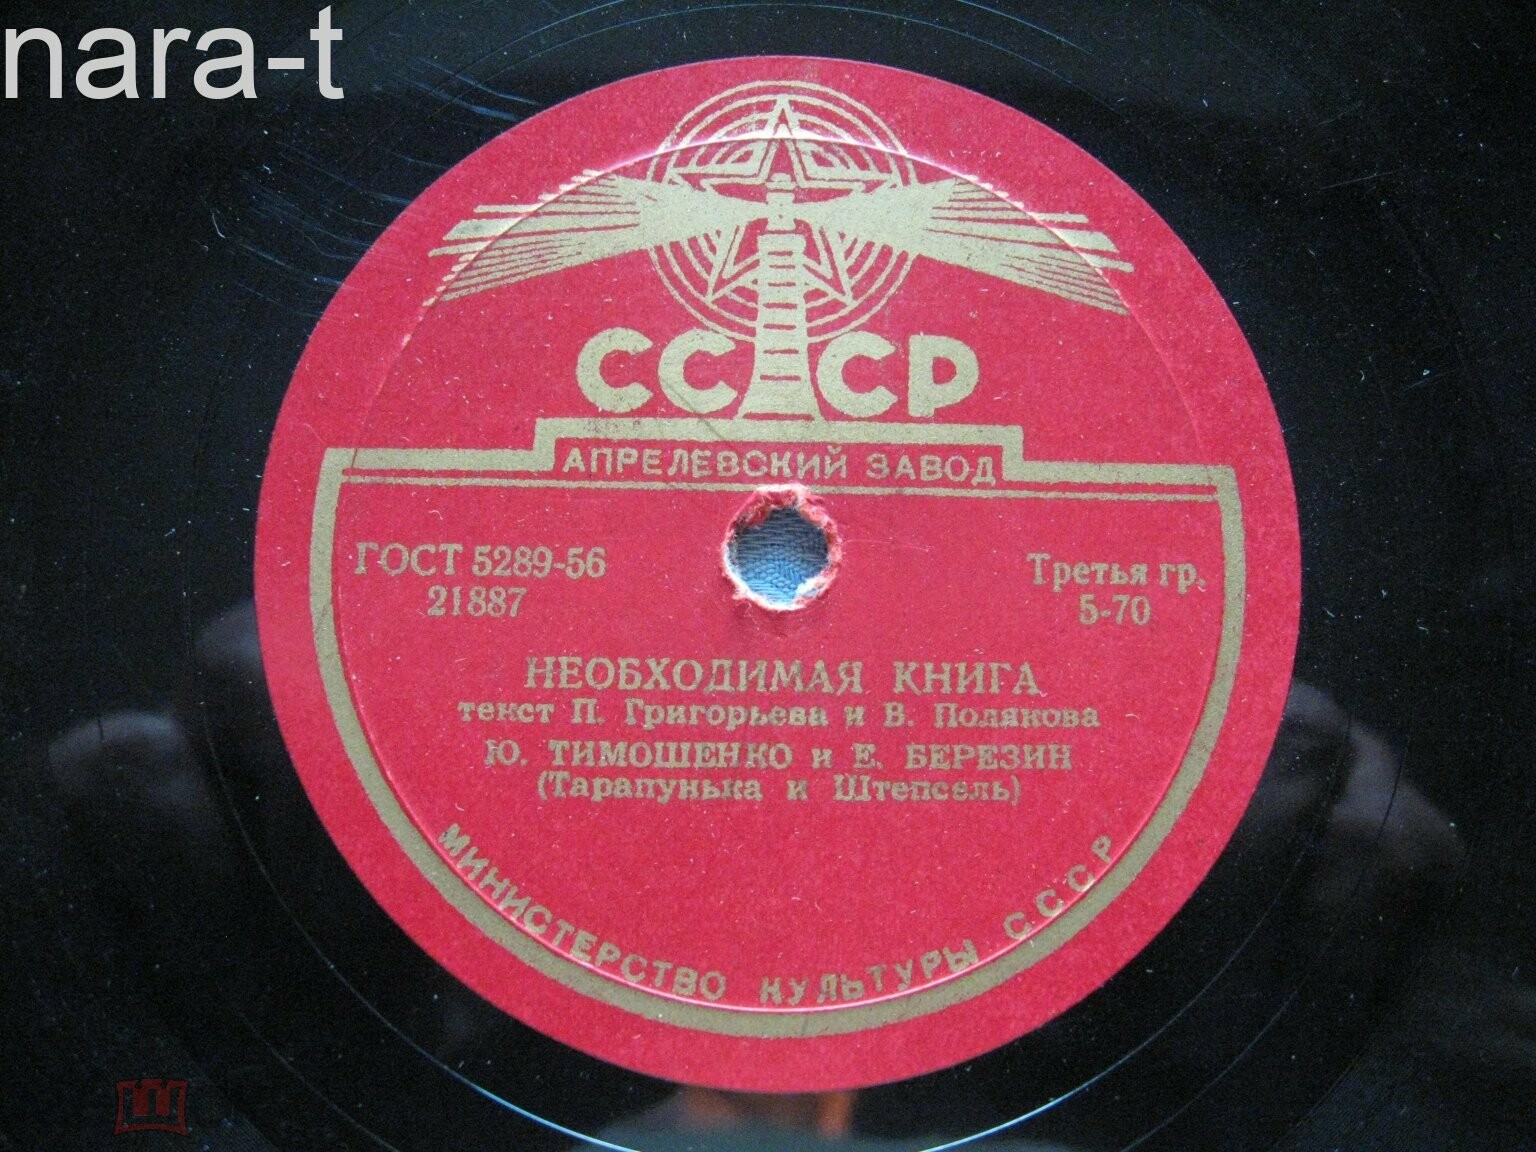 nara-t
СССР
АПРЕЛЕВСКИЙ ЗАВОД
ГОСТ 5289-56
21887
Третья гр.
5-70
НЕОБХОДИМАЯ КНИГА
текст П. Григорьева и В. Полякова
Ю. ТИМОШЕНКО и Е. БЕРЕЗИН
(Тарапунька и Штепсель)
МИНИСТЕРСТВО КУЛЬТУРЫ СССР